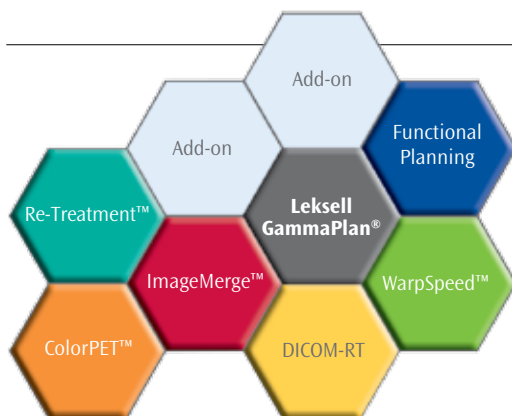 Add-on
Add-on
Functional
Planning
Re-Treatment™
Leksell
GammaPlan®
ImageMerge™
WarpSpeed™
ColorPET™
DICOM-RT